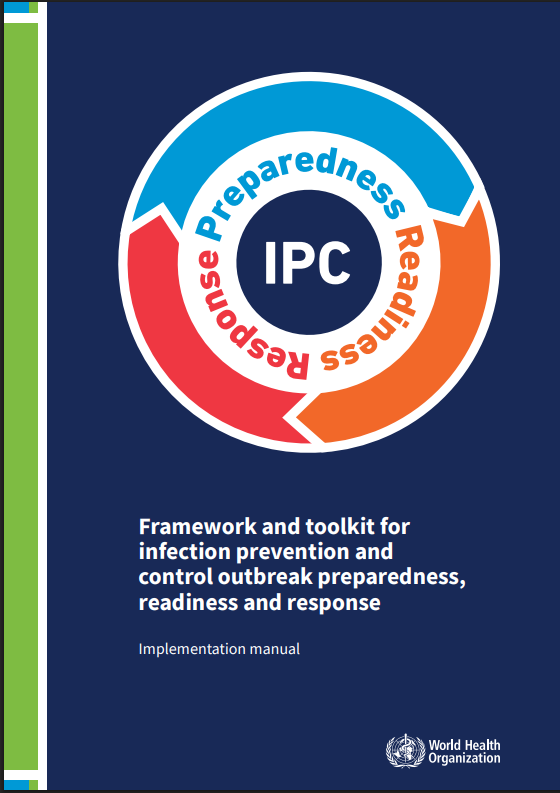 Preparedness
Readiness
Response
IPC
Framework and toolkit for
infection prevention and
control outbreak preparedness,
readiness and response
Implementation manual
World Health
Organization